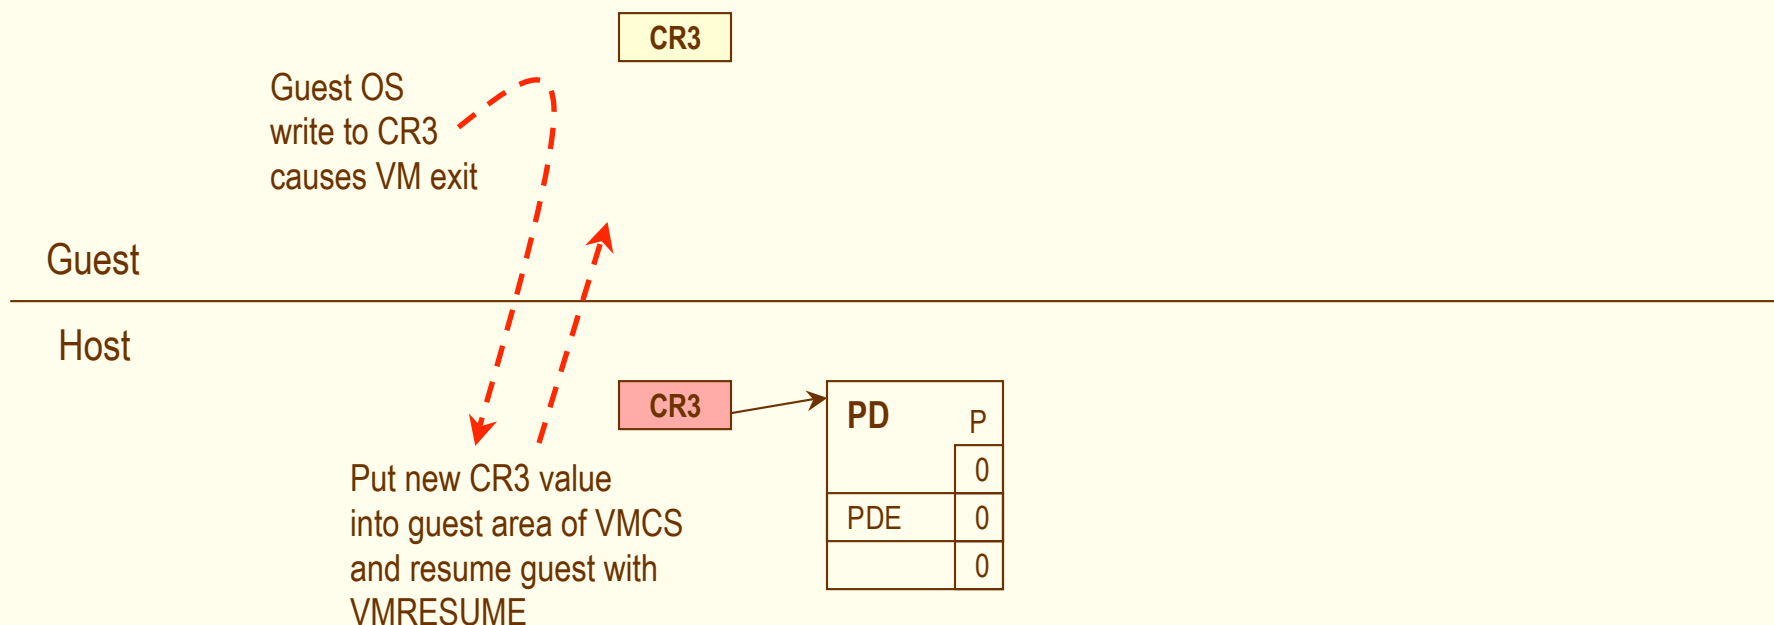 CR3
Guest OS
write to CR3
causes VM exit
Guest
Host
CR3
PD P
0
PDE 0
0
Put new CR3 value
into guest area of VMCS
and resume guest with
VMRESUME